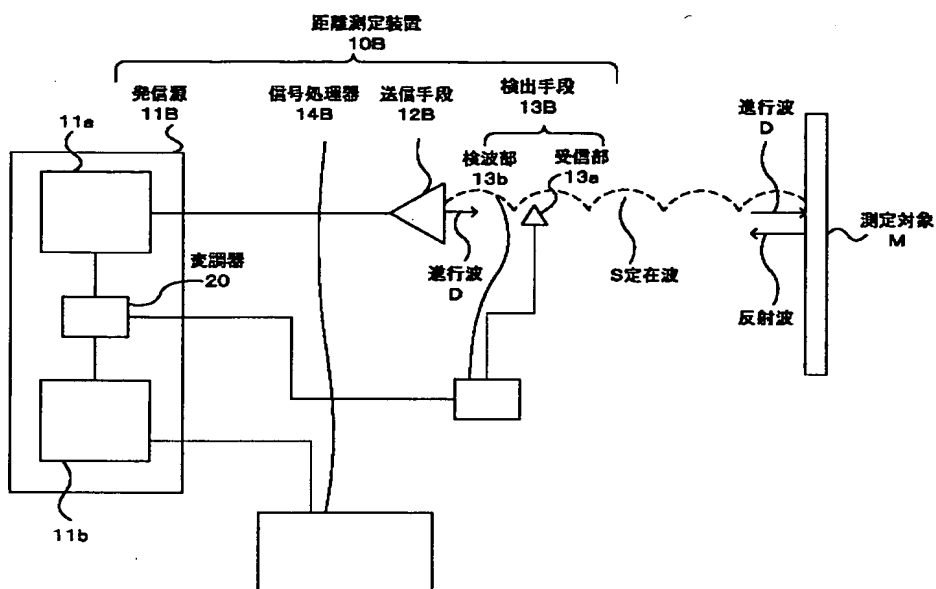 距離測定装置
10B
発信源
11B
信号処理器
14B
送信手段
12B
検出手段
13B
11a
検波部
13b
受信部
13a
進行波
D
測定対象
M
変調器
20
進行波
D
S定在波
反射波
11b